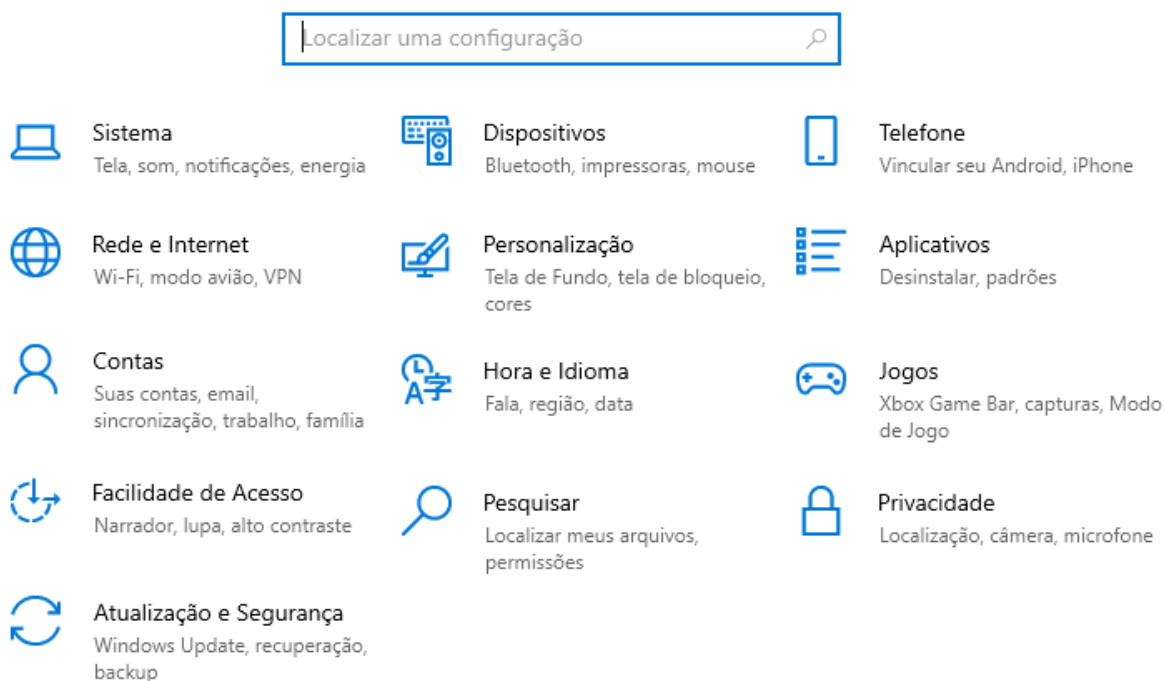 Localizar uma configuração
Sistema
Tela, som, notificações, energia
Dispositivos
Bluetooth, impressoras, mouse
Telefone
Vincular seu Android, iPhone
Rede e Internet
Wi-Fi, modo avião, VPN
Personalização
Tela de Fundo, tela de bloqueio,
cores
Aplicativos
Desinstalar, padrões
Contas
Suas contas, email,
sincronização, trabalho, família
Hora e Idioma
Fala, região, data
Jogos
Xbox Game Bar, capturas, Modo
de Jogo
Facilidade de Acesso
Narrador, lupa, alto contraste
Pesquisar
Localizar meus arquivos,
permissões
Privacidade
Localização, câmera, microfone
Atualização e Segurança
Windows Update, recuperação,
backup